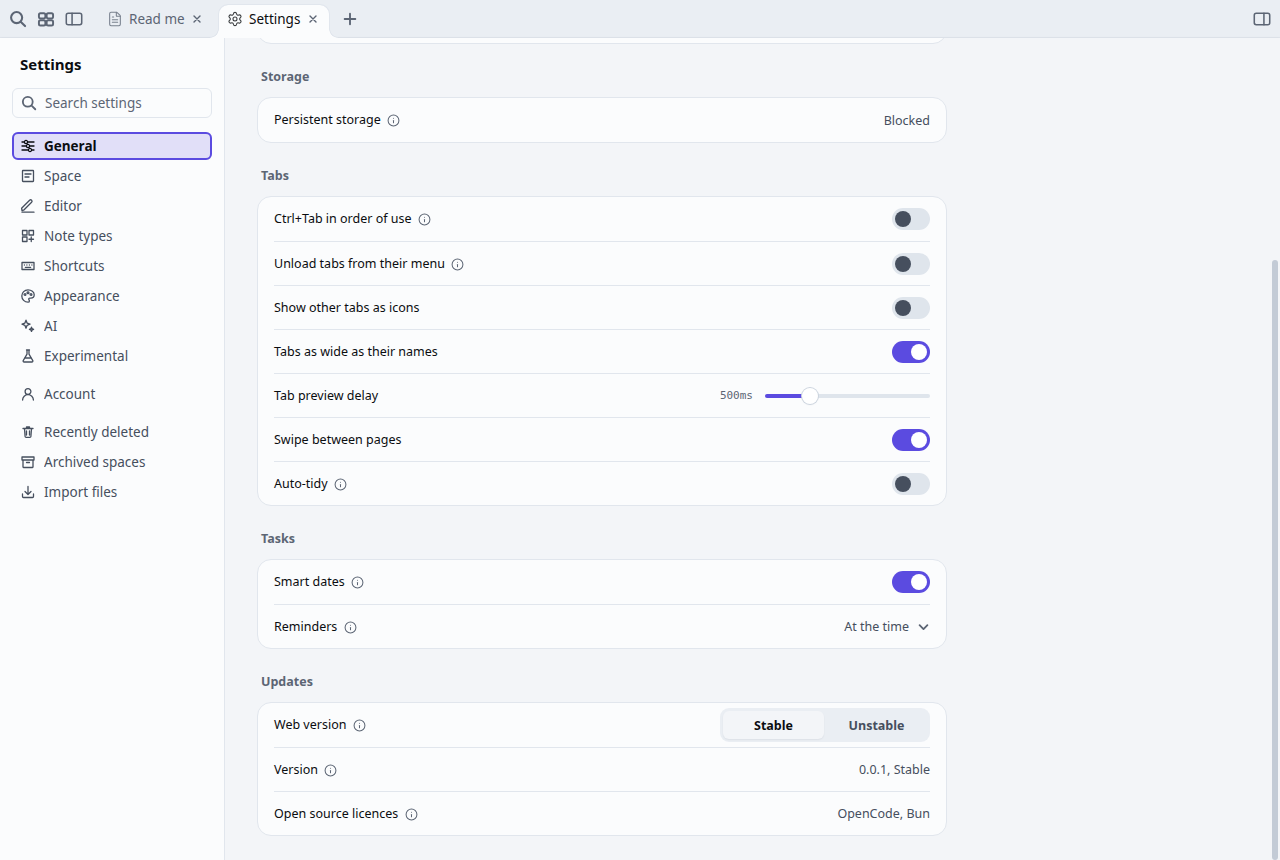 Read me
Settings
Settings
Search settings
General
Space
Editor
Note types
Shortcuts
Appearance
AI
Experimental
Account
Recently deleted
Archived spaces
Import files
Storage
Persistent storage
Blocked
Tabs
Ctrl+Tab in order of use
Unload tabs from their menu
Show other tabs as icons
Tabs as wide as their names
Tab preview delay
500ms
Swipe between pages
Auto-tidy
Tasks
Smart dates
Reminders
At the time
Updates
Web version
Stable
Unstable
Version
0.0.1, Stable
Open source licences
OpenCode, Bun